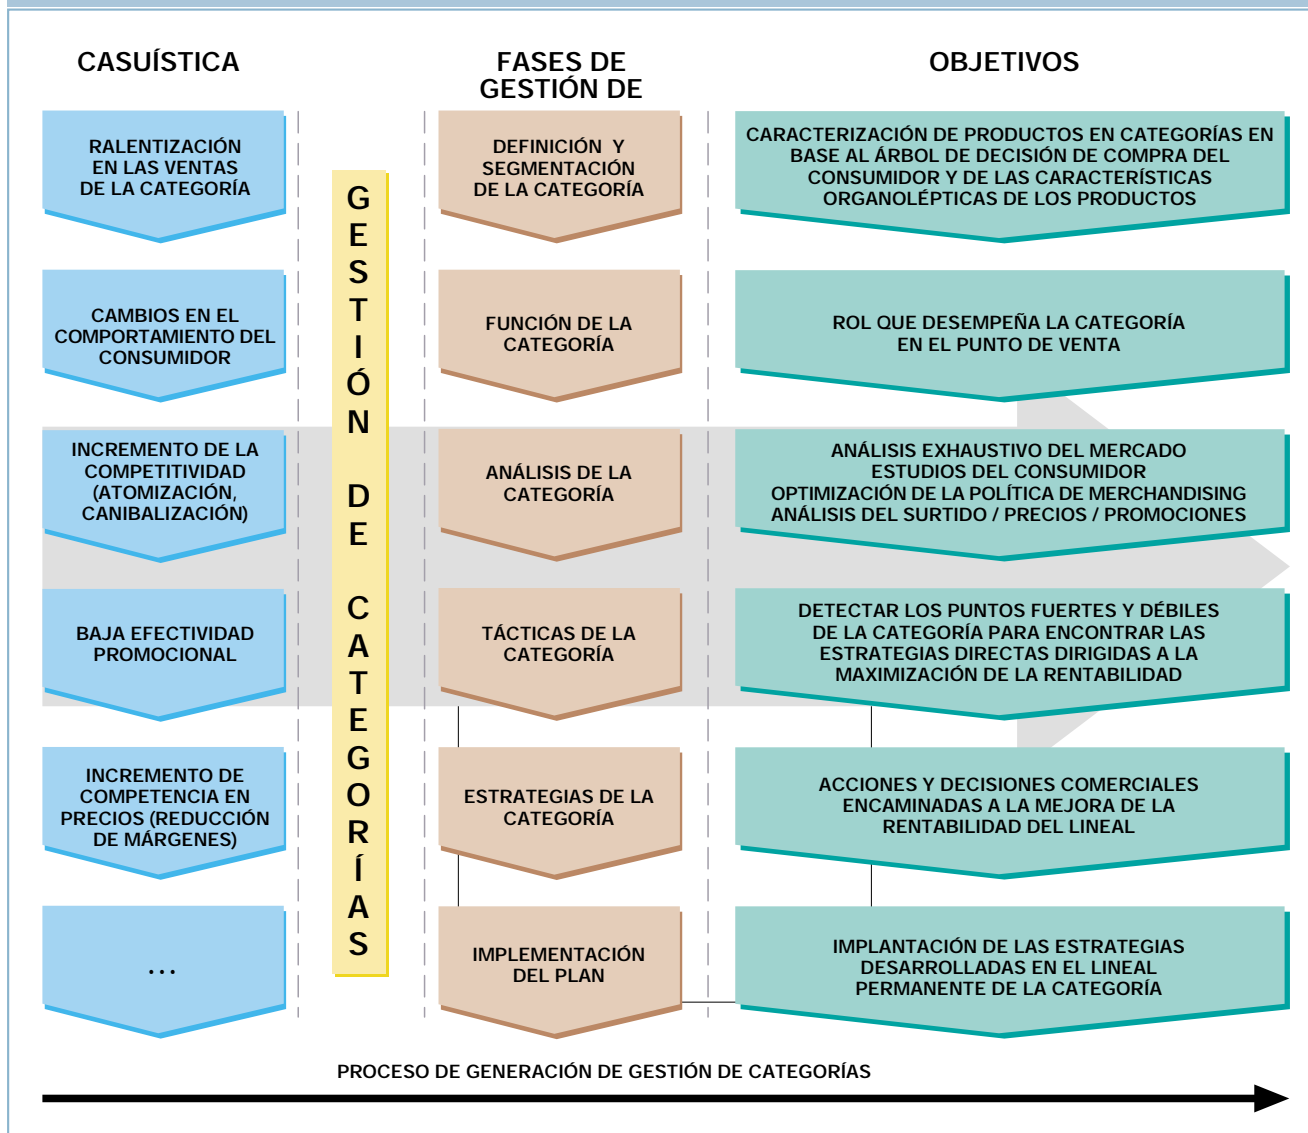 CASUÍSTICA
FASES DE
GESTIÓN DE
OBJETIVOS
RALENTIZACIÓN
EN LAS VENTAS
DE LA CATEGORÍA
CAMBIOS EN EL
COMPORTAMIENTO DEL
CONSUMIDOR
INCREMENTO DE LA
COMPETITIVIDAD
(ATOMIZACIÓN,
CANIBALIZACIÓN)
BAJA EFECTIVIDAD
PROMOCIONAL
INCREMENTO DE
COMPETENCIA EN
PRECIOS (REDUCCIÓN
DE MÁRGENES)
...
GESTIÓN DE CATEGORÍAS
DEFINICIÓN Y
SEGMENTACIÓN
DE LA CATEGORÍA
FUNCIÓN DE LA
CATEGORÍA
ANÁLISIS DE LA
CATEGORÍA
TÁCTICAS DE LA
CATEGORÍA
ESTRATEGIAS DE LA
CATEGORÍA
IMPLEMENTACIÓN
DEL PLAN
CARACTERIZACIÓN DE PRODUCTOS EN CATEGORÍAS EN
BASE AL ÁRBOL DE DECISIÓN DE COMPRA DEL
CONSUMIDOR Y DE LAS CARACTERÍSTICAS
ORGANOLÉPTICAS DE LOS PRODUCTOS
ROL QUE DESEMPEÑA LA CATEGORÍA
EN EL PUNTO DE VENTA
ANÁLISIS EXHAUSTIVO DEL MERCADO
ESTUDIOS DEL CONSUMIDOR
OPTIMIZACIÓN DE LA POLÍTICA DE MERCHANDISING
ANÁLISIS DEL SURTIDO / PRECIOS / PROMOCIONES
DETECTAR LOS PUNTOS FUERTES Y DÉBILES
DE LA CATEGORÍA PARA ENCONTRAR LAS
ESTRATEGIAS DIRECTAS DIRIGIDAS A LA
MAXIMIZACIÓN DE LA RENTABILIDAD
ACCIONES Y DECISIONES COMERCIALES
ENCAMINADAS A LA MEJORA DE LA
RENTABILIDAD DEL LINEAL
IMPLANTACIÓN DE LAS ESTRATEGIAS
DESARROLLADAS EN EL LINEAL
PERMANENTE DE LA CATEGORÍA
PROCESO DE GENERACIÓN DE GESTIÓN DE CATEGORÍAS